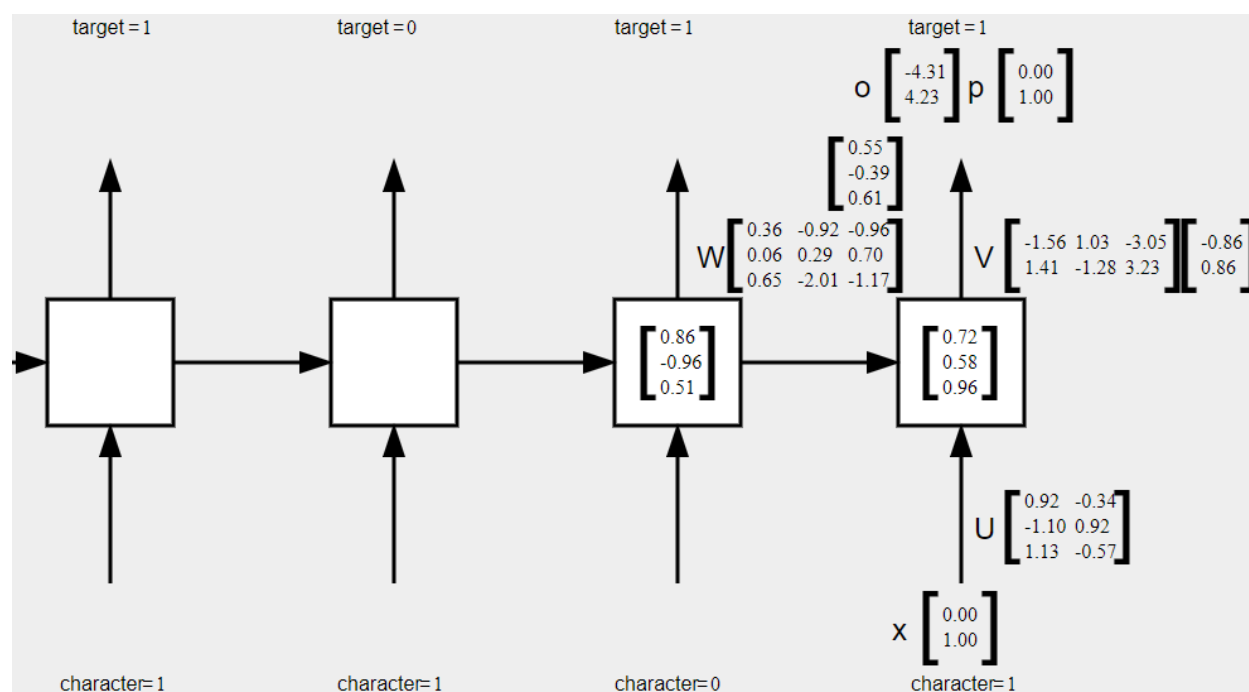 target=1 target=0 target=1 target=1
o [-4.31 p [0.00
4.23] 1.00]
[0.55
-0.39
0.61]
W [0.36 -0.92 -0.96
0.06 0.29 0.70
0.65 -2.01 -1.17]
V [-1.56 1.03 -3.05
1.41 -1.28 3.23]
[-0.86
0.86]
[0.86
-0.96
0.51]
[0.72
0.58
0.96]
U [0.92 -0.34
-1.10 0.92
1.13 -0.57]
x [0.00
1.00]
character=1 character=1 character=0 character=1